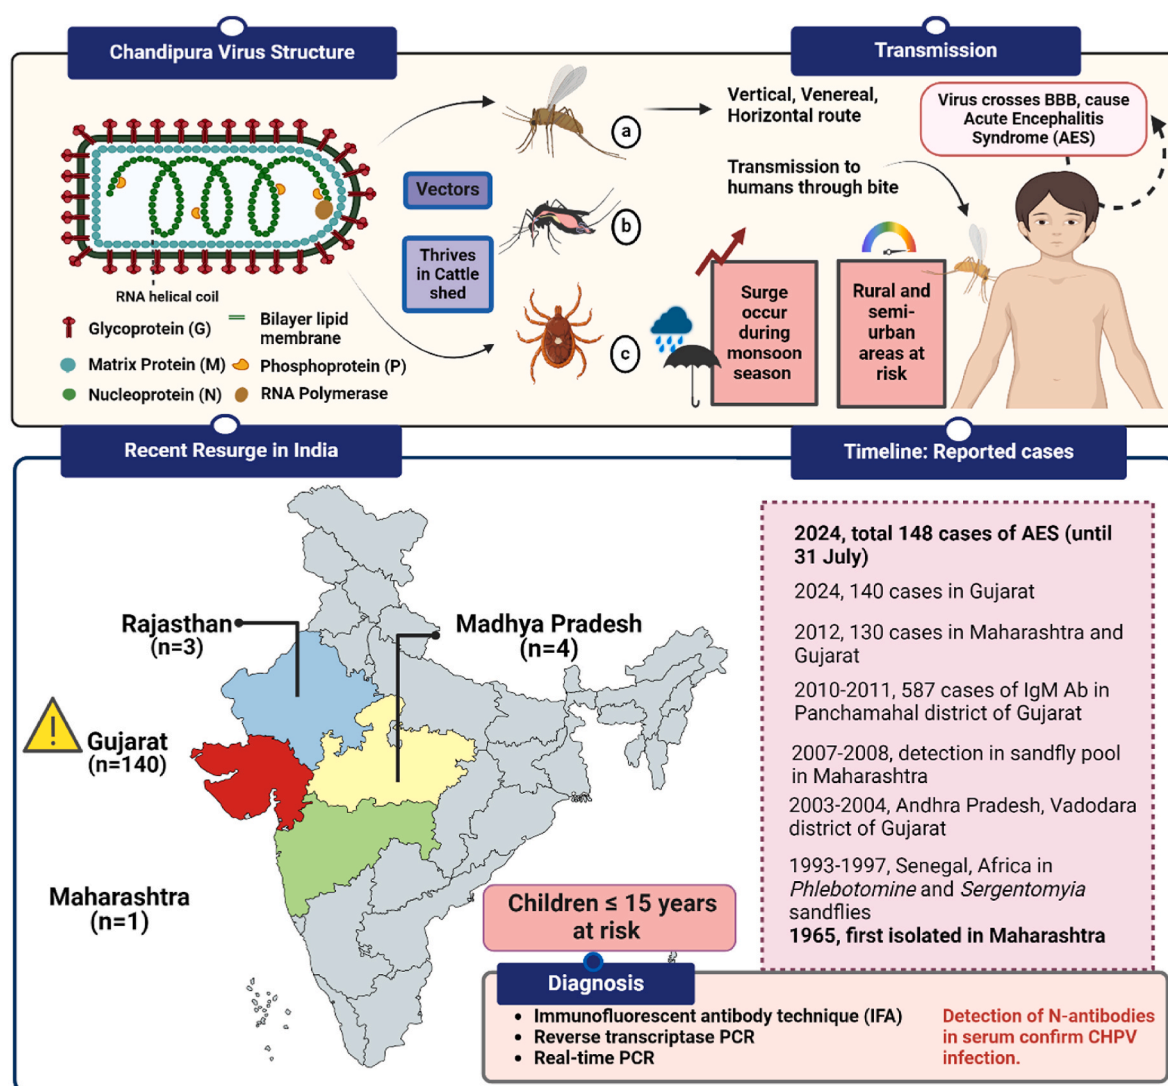 Chandipura Virus Structure
Transmission
a
b
c
Vectors
Thrives
in Cattle
shed
RNA helical coil
Glycoprotein (G)
Bilayer lipid
membrane
Matrix Protein (M)
Phosphoprotein (P)
Nucleoprotein (N)
RNA Polymerase
Vertical, Venereal,
Horizontal route
Transmission to
humans through bite
Virus crosses BBB, cause
Acute Encephalitis
Syndrome (AES)
Surge
occur
during
monsoon
season
Rural and
semi-
urban
areas at
risk
Recent Resurge in India
Rajasthan
(n=3)
Madhya Pradesh
(n=4)
Gujarat
(n=140)
Maharashtra
(n=1)
Children ≤ 15 years
at risk
Timeline: Reported cases
2024, total 148 cases of AES (until
31 July)
2024, 140 cases in Gujarat
2012, 130 cases in Maharashtra and
Gujarat
2010-2011, 587 cases of IgM Ab in
Panchamahal district of Gujarat
2007-2008, detection in sandfly pool
in Maharashtra
2003-2004, Andhra Pradesh, Vadodara
district of Gujarat
1993-1997, Senegal, Africa in
Phlebotomine and Sergentomyia
sandflies
1965, first isolated in Maharashtra
Diagnosis
• Immunofluorescent antibody technique (IFA)
• Reverse transcriptase PCR
• Real-time PCR
Detection of N-antibodies
in serum confirm CHPV
infection.